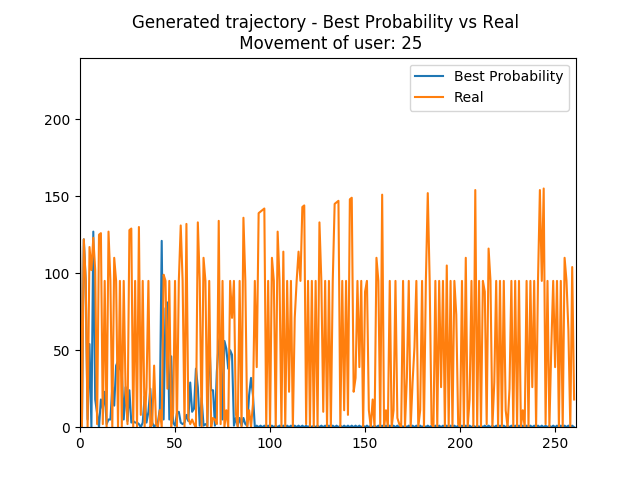 Generated trajectory - Best Probability vs Real
Movement of user: 25
Best Probability
Real
200
150
100
50
0
0 50 100 150 200 250